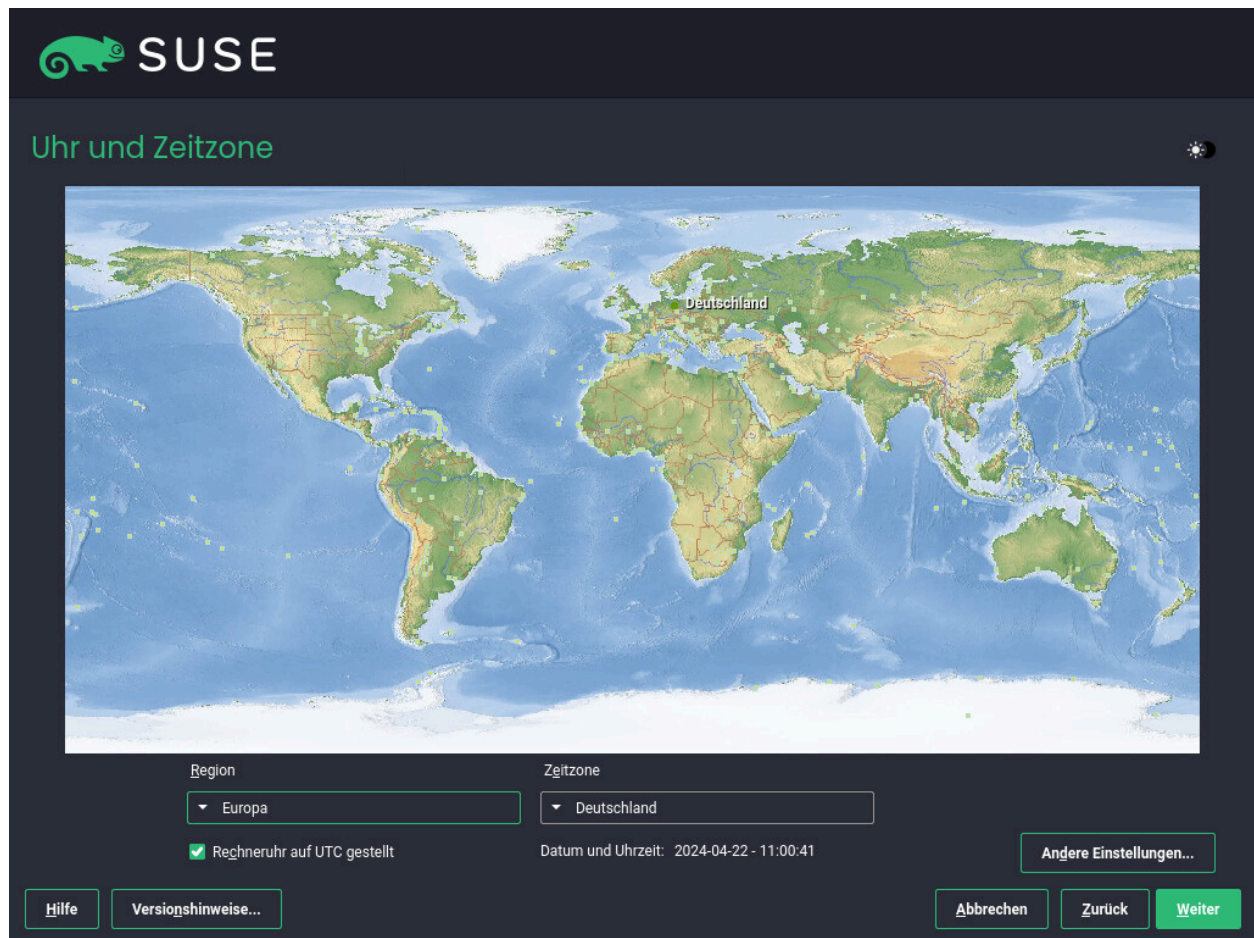 SUSE
Uhr und Zeitzone
Deutschland
Region
Zeitzone
Europa
Deutschland
Rechneruhr auf UTC gestellt
Datum und Uhrzeit: 2024-04-22 - 11:00:41
Andere Einstellungen...
Hilfe
Versionshinweise...
Abbrechen
Zurück
Weiter